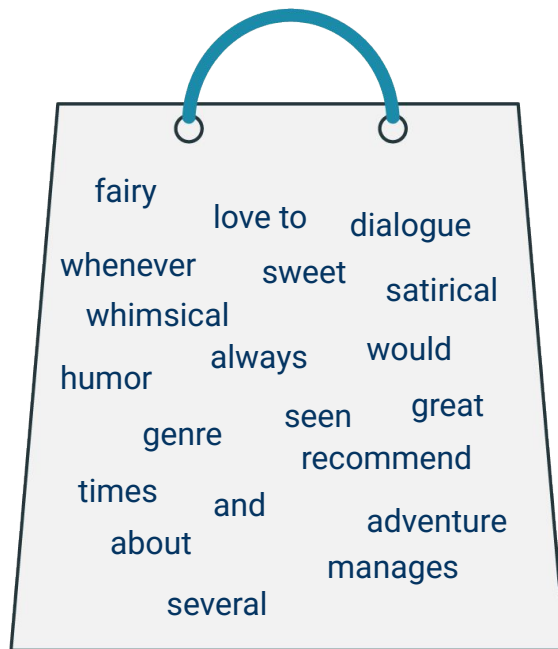 fairy
love to
dialogue
whenever
sweet
satirical
whimsical
always
would
humor
seen
great
genre
recommend
times
and
adventure
about
manages
several